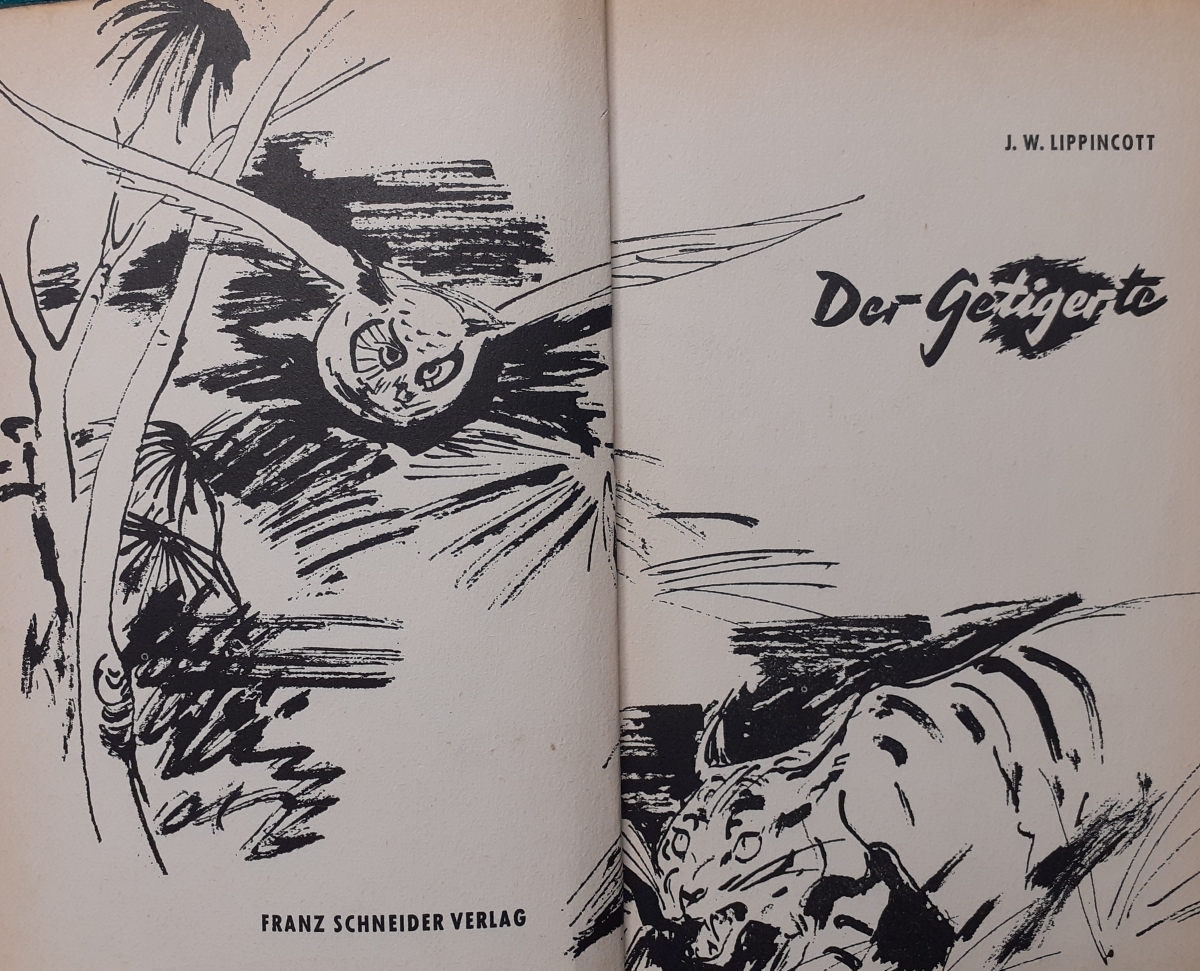 J. W. LIPPINCOTT
Der Getigerte
FRANZ SCHNEIDER VERLAG